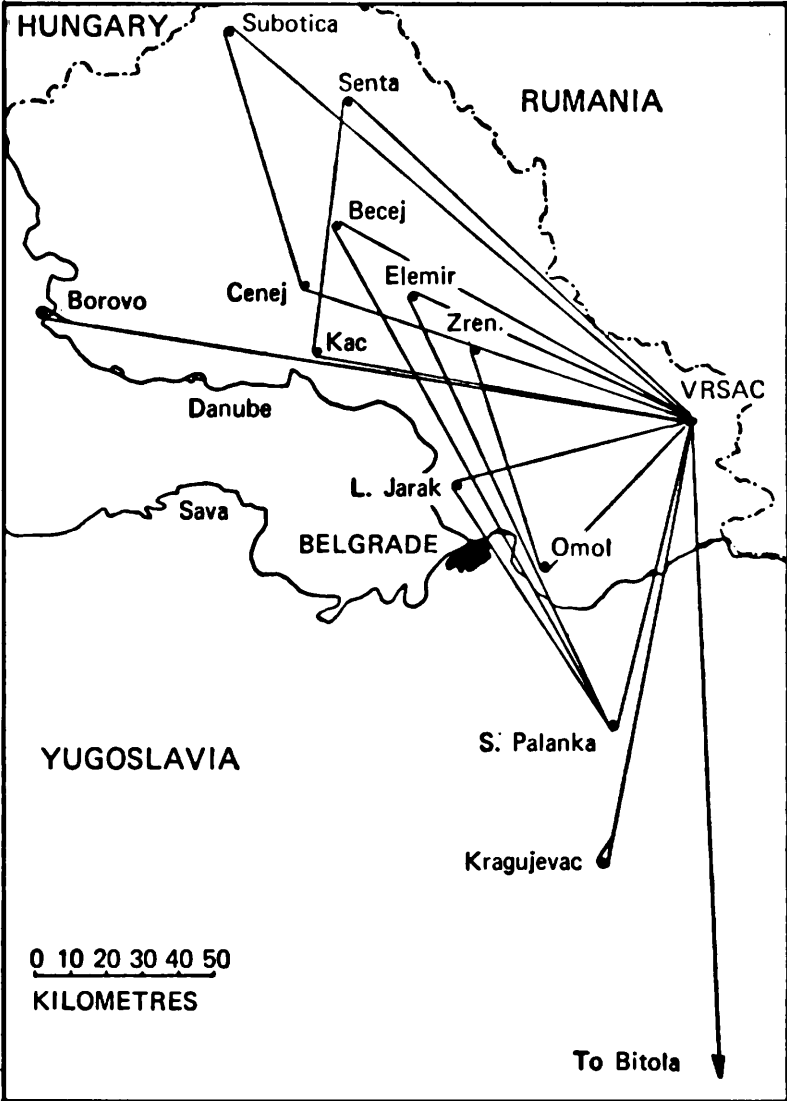 HUNGARY
Subotica
Senta
RUMANIA
Becej
Elemir
Cenej
Borovo
Zren.
Kac
VRSAC
Danube
L. Jarak
Sava
BELGRADE
Omol
S. Palanka
YUGOSLAVIA
Kragujevac
0 10 20 30 40 50
KILOMETRES
To Bitola